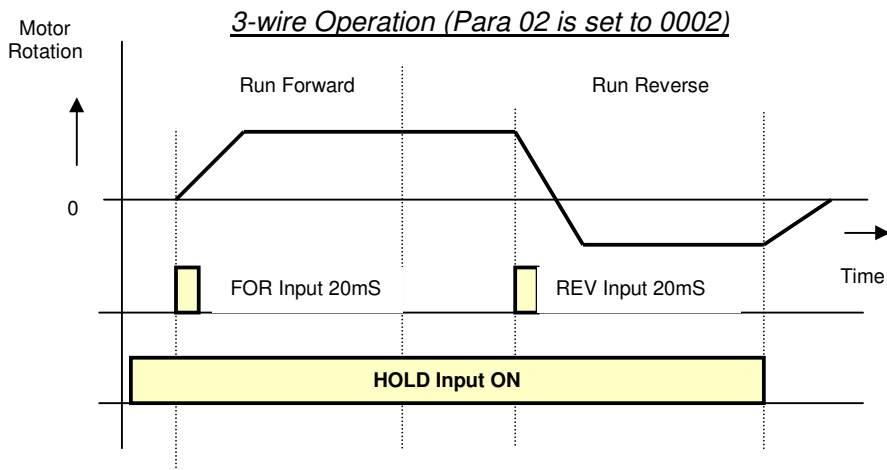 3-wire Operation (Para 02 is set to 0002)
Motor
Rotation
Run Forward
Run Reverse
0
Time
FOR Input 20mS
REV Input 20mS
HOLD Input ON